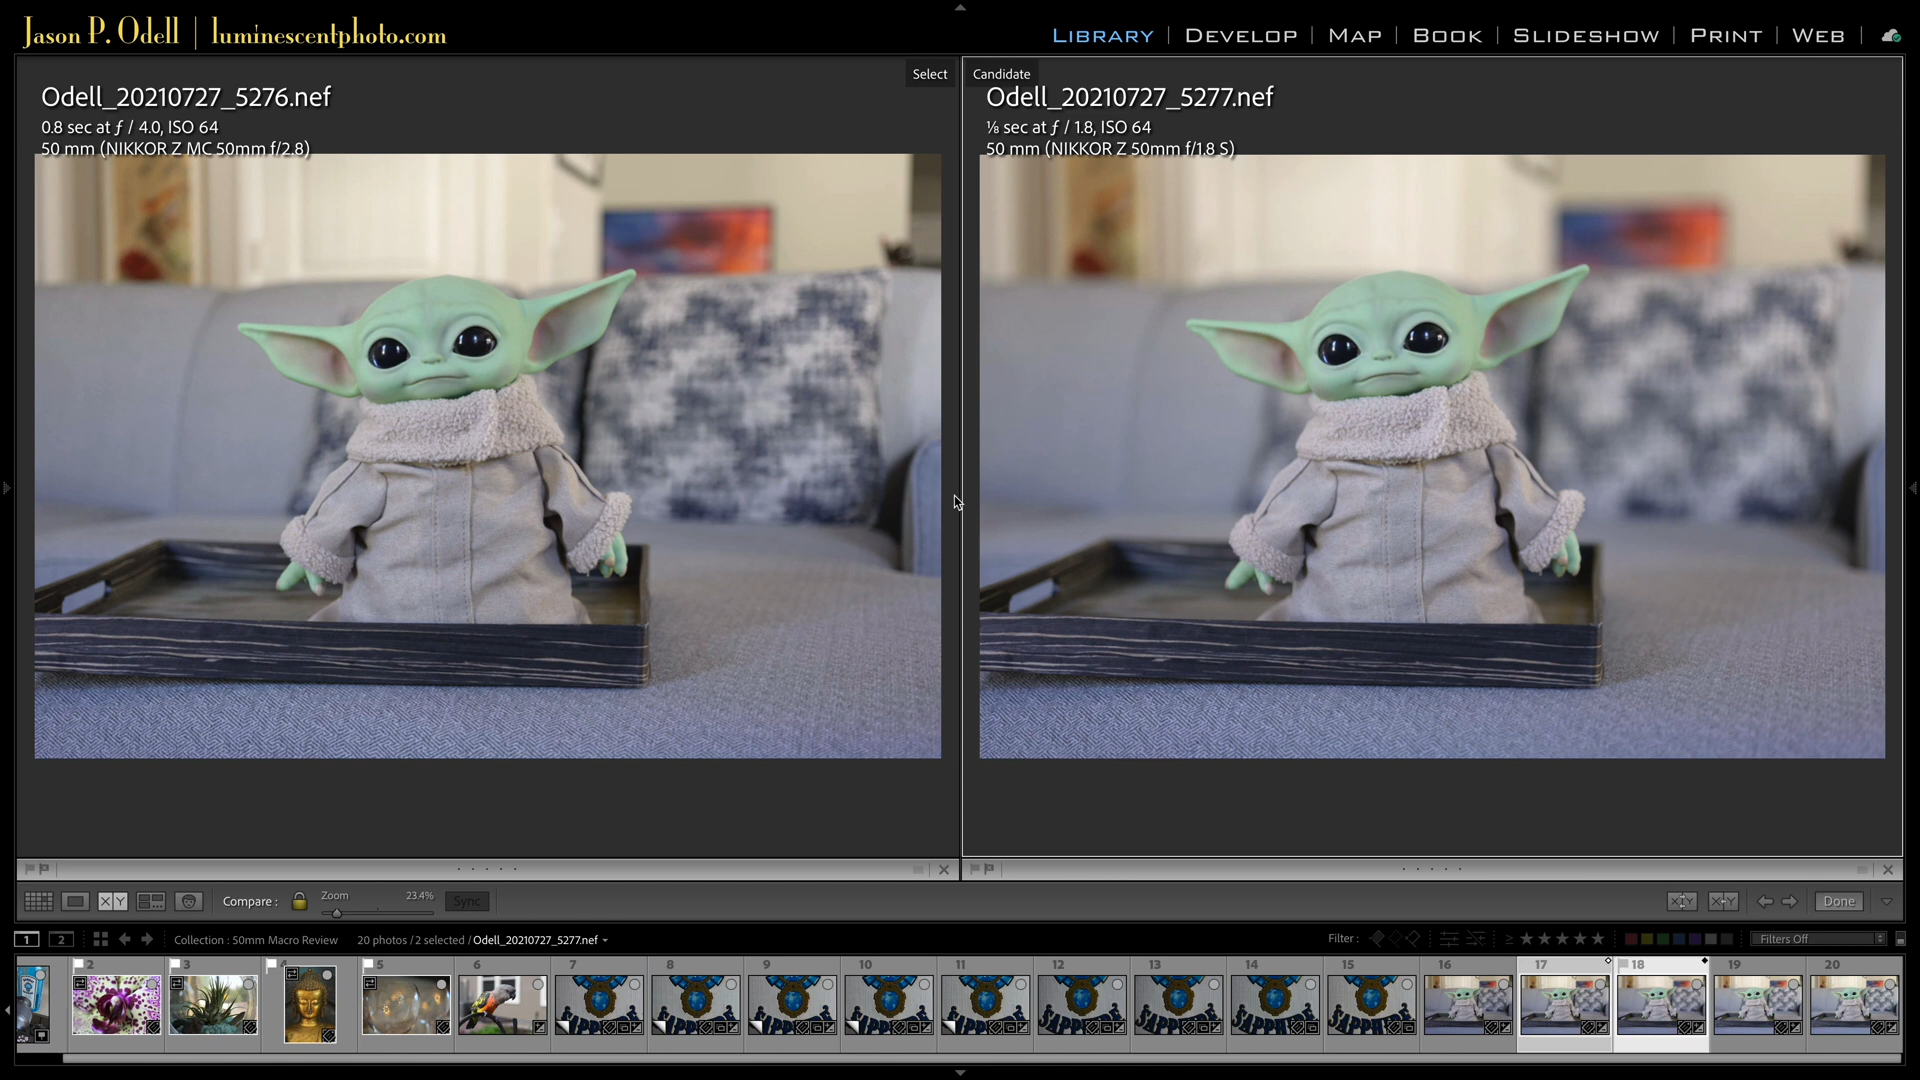 Jason P. Odell | luminescentphoto.com
Library | Develop | Map | Book | Slideshow | Print | Web
Select
Candidate
Odell_20210727_5276.nef
0.8 sec at ƒ / 4.0, ISO 64
50 mm (NIKKOR Z MC 50mm f/2.8)
Odell_20210727_5277.nef
⅛ sec at ƒ / 1.8, ISO 64
50 mm (NIKKOR Z 50mm f/1.8 S)
XY
Compare :
Zoom
23.4%
Sync
Done
1
2
Collection : 50mm Macro Review
20 photos / 2 selected / Odell_20210727_5277.nef
Filter :
Filters Off
2 3 4 5 6 7 8 9 10 11 12 13 14 15 16 17 18 19 20
SAPPHIRE